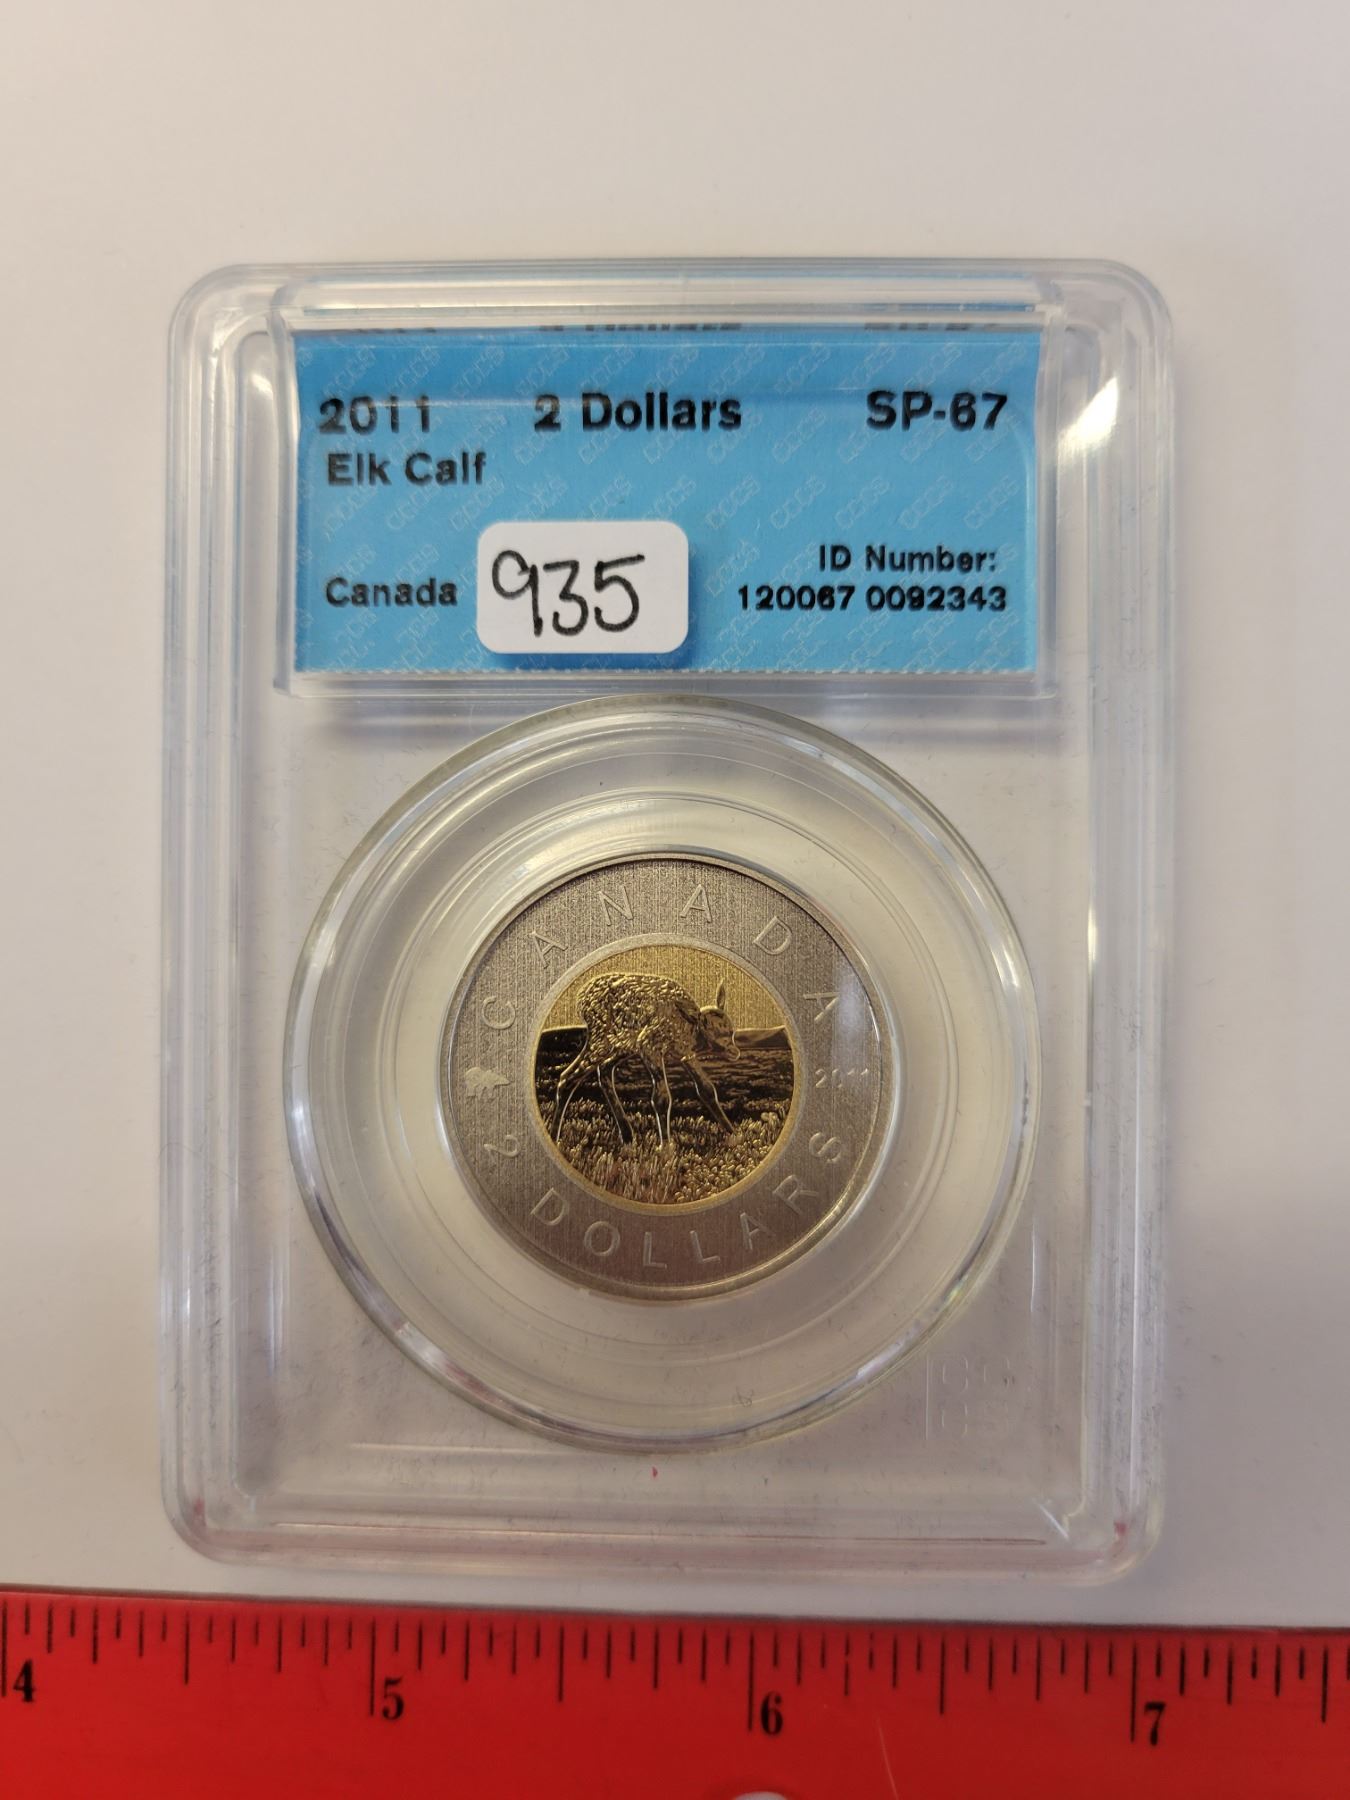 2011 2 Dollars SP-67
Elk Calf
ID Number:
Canada 935 120067 0092343
CANADA
2011
2 DOLLARS
CCCS
4 5 6 7